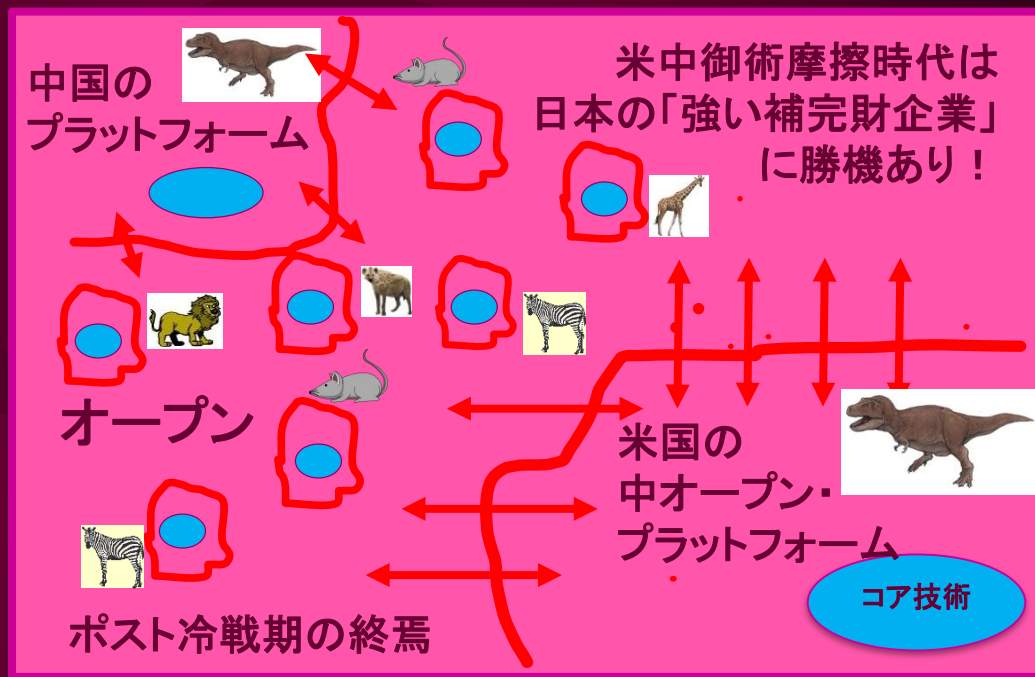 中国の
プラットフォーム
米中御術摩擦時代は
日本の「強い補完財企業」
に勝機あり！
オープン
米国の
中オープン・
プラットフォーム
コア技術
ポスト冷戦期の終焉